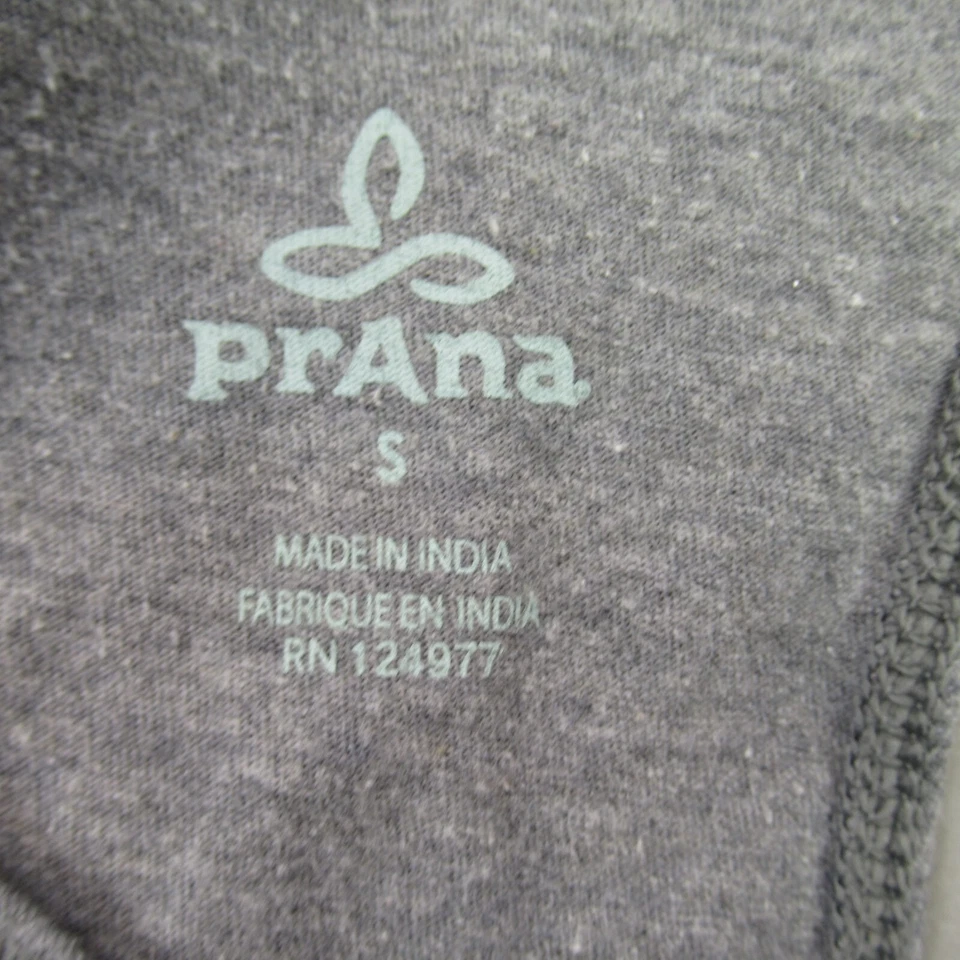 prAna
S
MADE IN INDIA
FABRIQUE EN INDIA
RN 124977